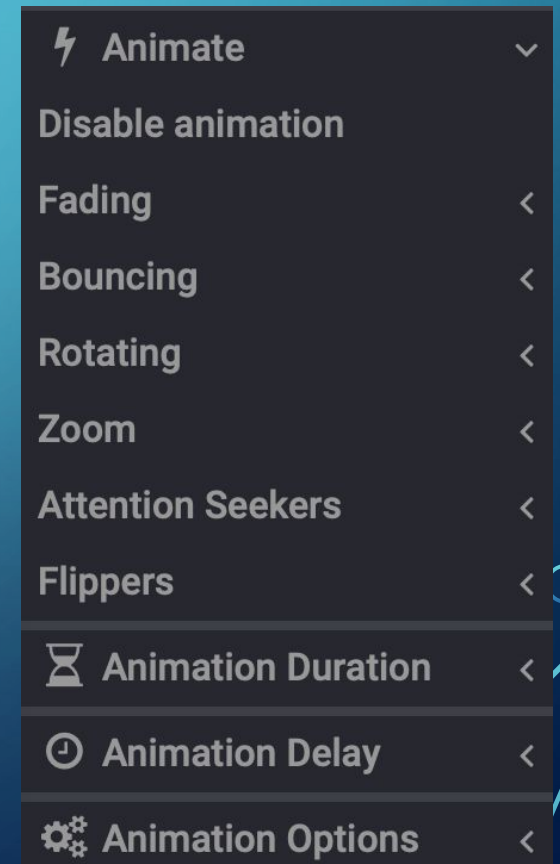 Animate
Disable animation
Fading
Bouncing
Rotating
Zoom
Attention Seekers
Flippers
Animation Duration
Animation Delay
Animation Options